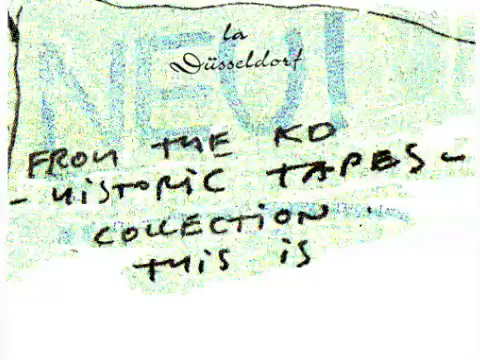 NEU!
la
Düsseldorf
FROM THE KD
- HISTORIC TAPES -
COLLECTION
THIS IS